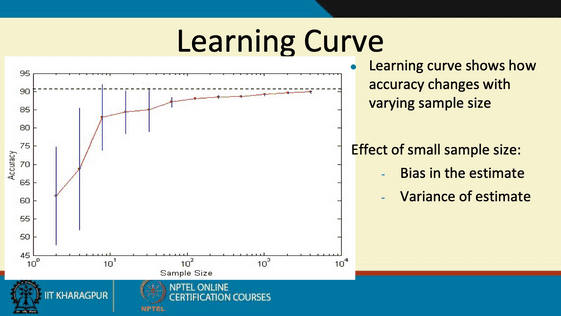 Learning Curve
Learning curve shows how
accuracy changes with
varying sample size
Effect of small sample size:
- Bias in the estimate
- Variance of estimate
95
90
85
80
75
70
65
60
55
50
45
Accuracy
10^0
10^1
10^2
10^3
10^4
Sample Size
IIT KHARAGPUR
NPTEL
NPTEL ONLINE
CERTIFICATION COURSES